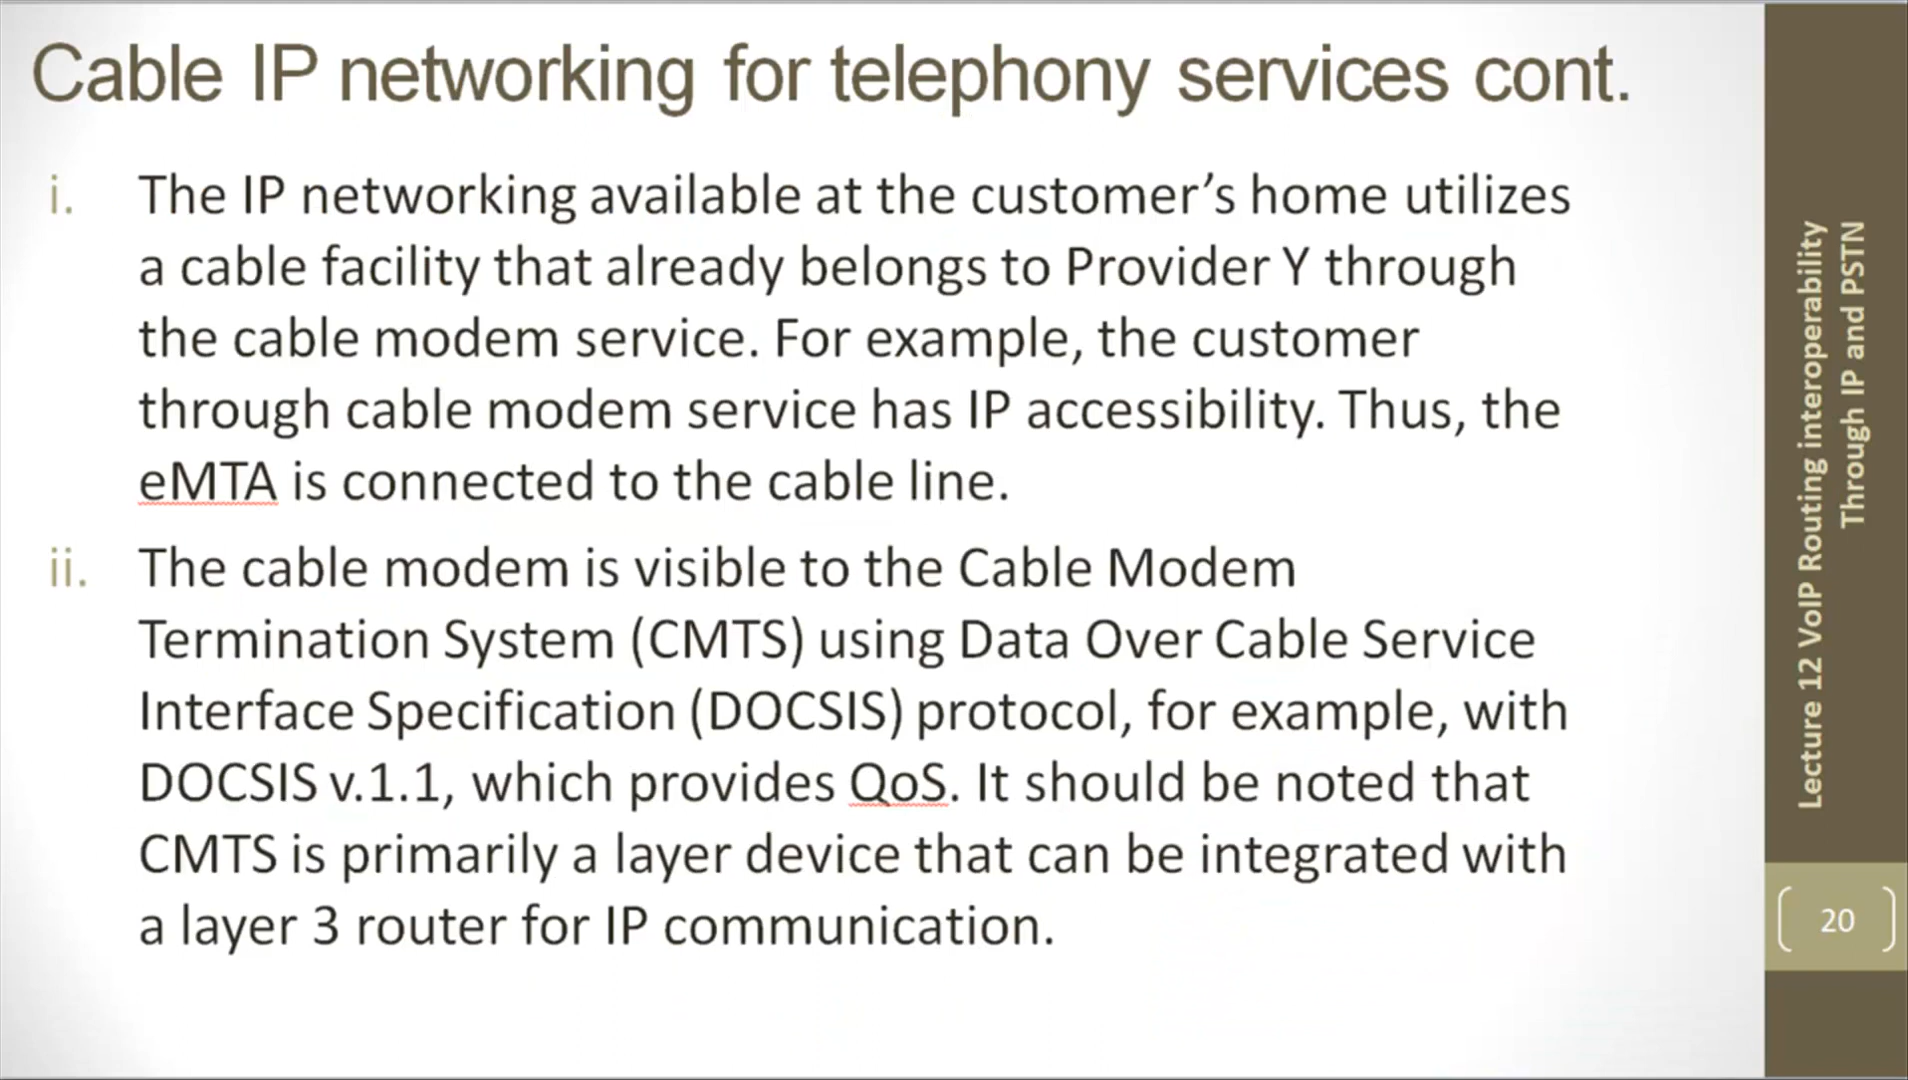 Cable IP networking for telephony services cont.
i. The IP networking available at the customer’s home utilizes
a cable facility that already belongs to Provider Y through
the cable modem service. For example, the customer
through cable modem service has IP accessibility. Thus, the
eMTA is connected to the cable line.
ii. The cable modem is visible to the Cable Modem
Termination System (CMTS) using Data Over Cable Service
Interface Specification (DOCSIS) protocol, for example, with
DOCSIS v.1.1, which provides QoS. It should be noted that
CMTS is primarily a layer device that can be integrated with
a layer 3 router for IP communication.
Lecture 12 VoIP Routing interoperability
Through IP and PSTN
20